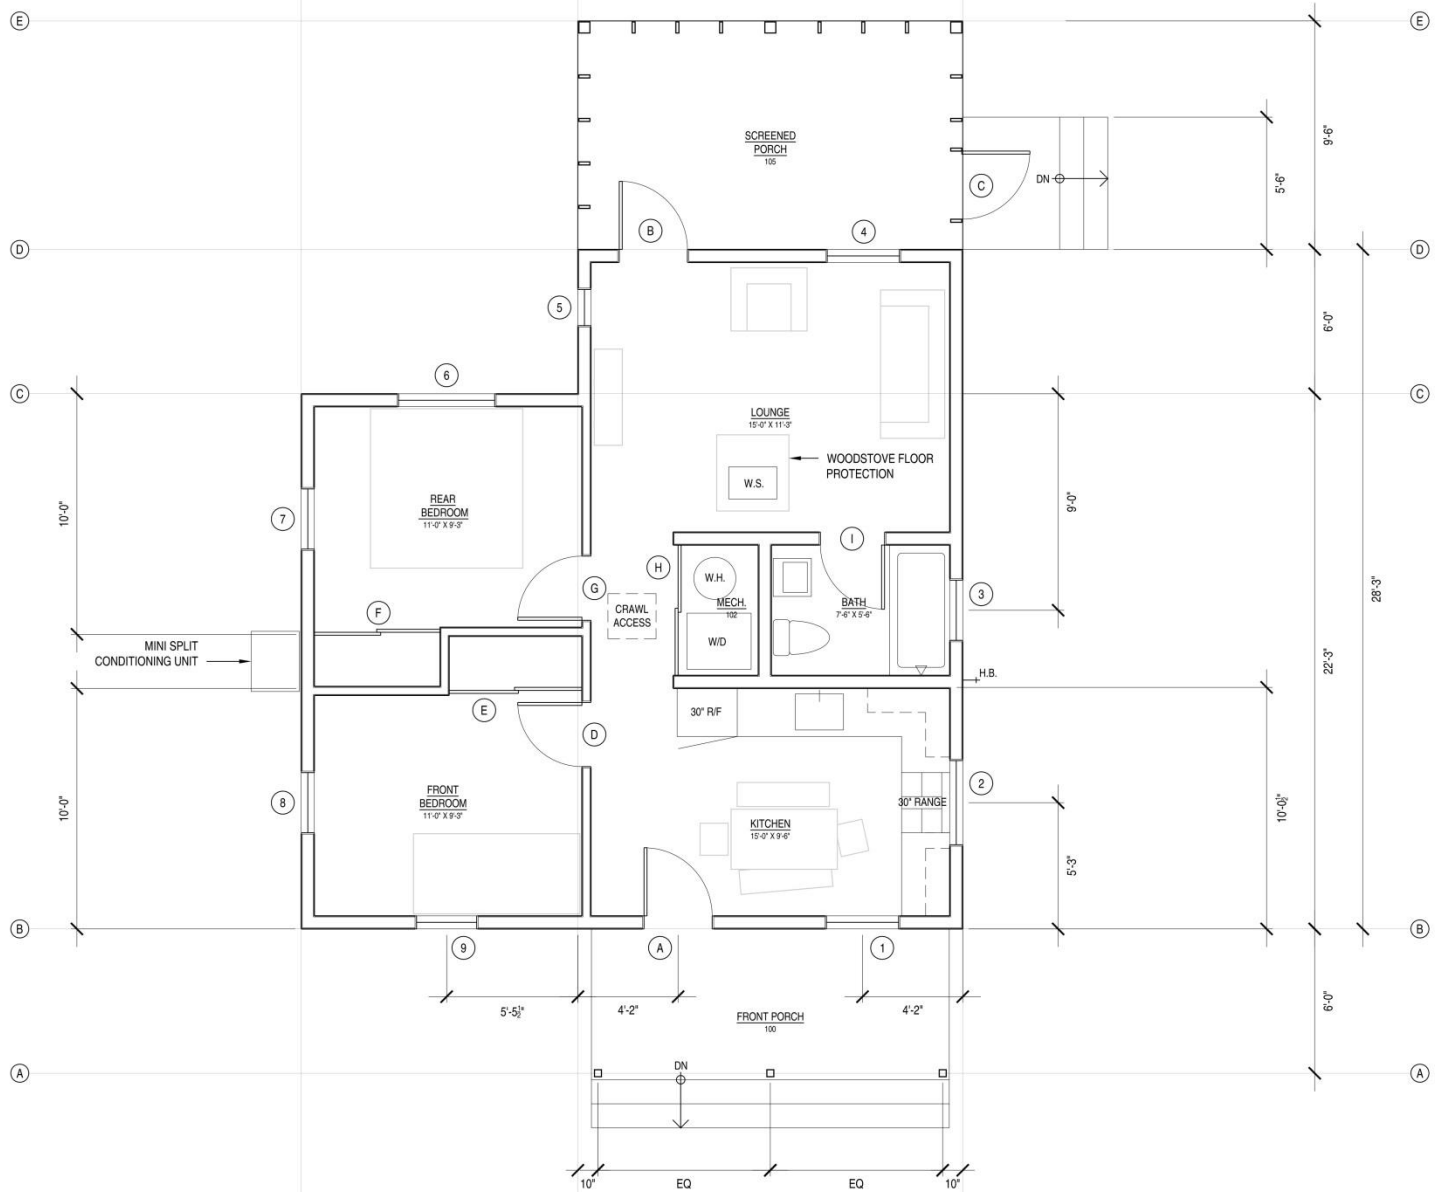 E
E
9'-6"
SCREENED
PORCH
105
C
DN
5'-6"
B
4
D
D
5
6'-0"
6
C
C
LOUNGE
15'-0" X 11'-3"
WOODSTOVE FLOOR
PROTECTION
W.S.
REAR
BEDROOM
11'-0" X 9'-3"
10'-0"
9'-0"
7
I
H
G
W.H.
MECH.
102
BATH
7'-6" X 5'-6"
3
28'-3"
F
CRAWL
ACCESS
W/D
MINI SPLIT
CONDITIONING UNIT
22'-3"
H.B.
E
30" R/F
D
2
FRONT
BEDROOM
11'-0" X 9'-3"
8
30" RANGE
10'-0"
10'-0½"
KITCHEN
15'-0" X 9'-6"
5'-3"
B
B
9
A
1
5'-5½"
4'-2"
4'-2"
6'-0"
FRONT PORCH
100
DN
A
A
10"
EQ
EQ
10"